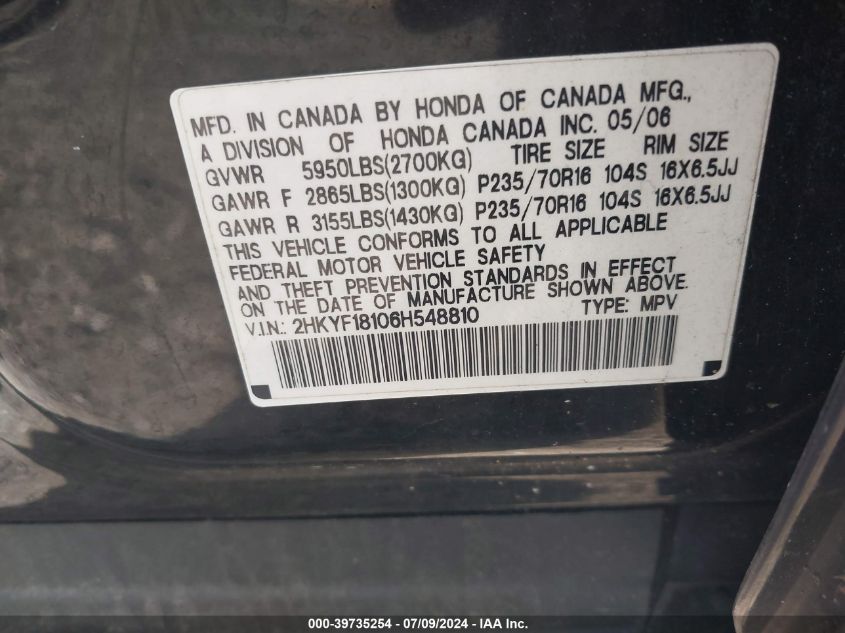 MFD. IN CANADA BY HONDA OF CANADA MFG.,
A DIVISION OF HONDA CANADA INC. 05/06
GVWR 5950LBS(2700KG) TIRE SIZE RIM SIZE
GAWR F 2865LBS(1300KG) P235/70R16 104S 16X6.5JJ
GAWR R 3155LBS(1430KG) P235/70R16 104S 16X6.5JJ
THIS VEHICLE CONFORMS TO ALL APPLICABLE
FEDERAL MOTOR VEHICLE SAFETY
AND THEFT PREVENTION STANDARDS IN EFFECT
ON THE DATE OF MANUFACTURE SHOWN ABOVE.
V.I.N.: 2HKYF18106H548810 TYPE: MPV
000-39735254 - 07/09/2024 - IAA Inc.